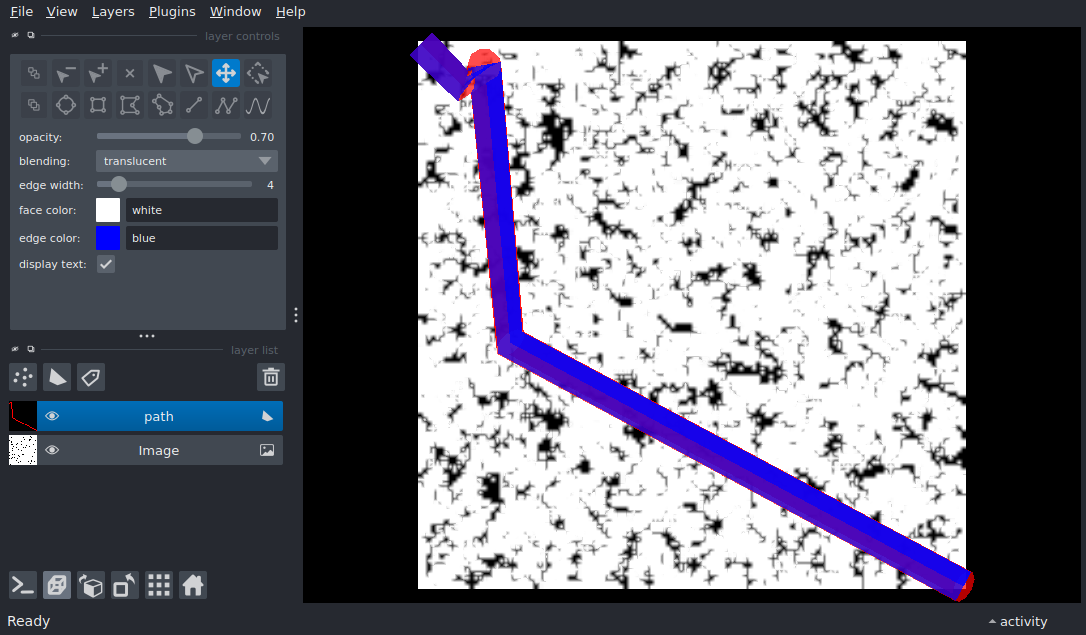 File View Layers Plugins Window Help
layer controls
opacity: 0.70
blending: translucent
edge width: 4
face color: white
edge color: blue
display text:
layer list
path
Image
Ready
activity